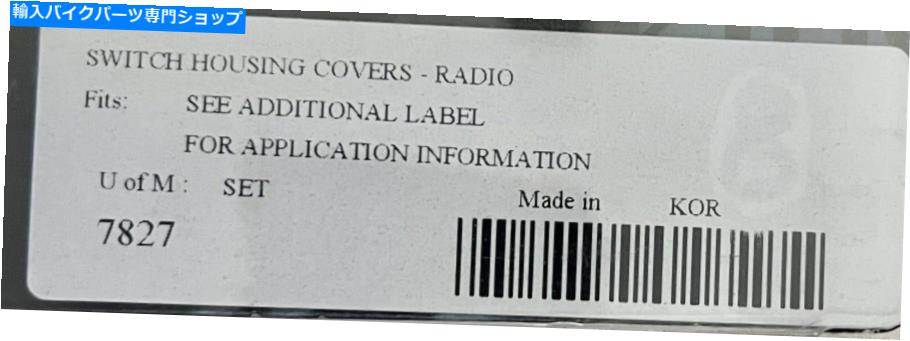 輸入バイクパーツ専門ショップ
SWITCH HOUSING COVERS - RADIO
Fits: SEE ADDITIONAL LABEL
FOR APPLICATION INFORMATION
U of M : SET
Made in KOR
7827